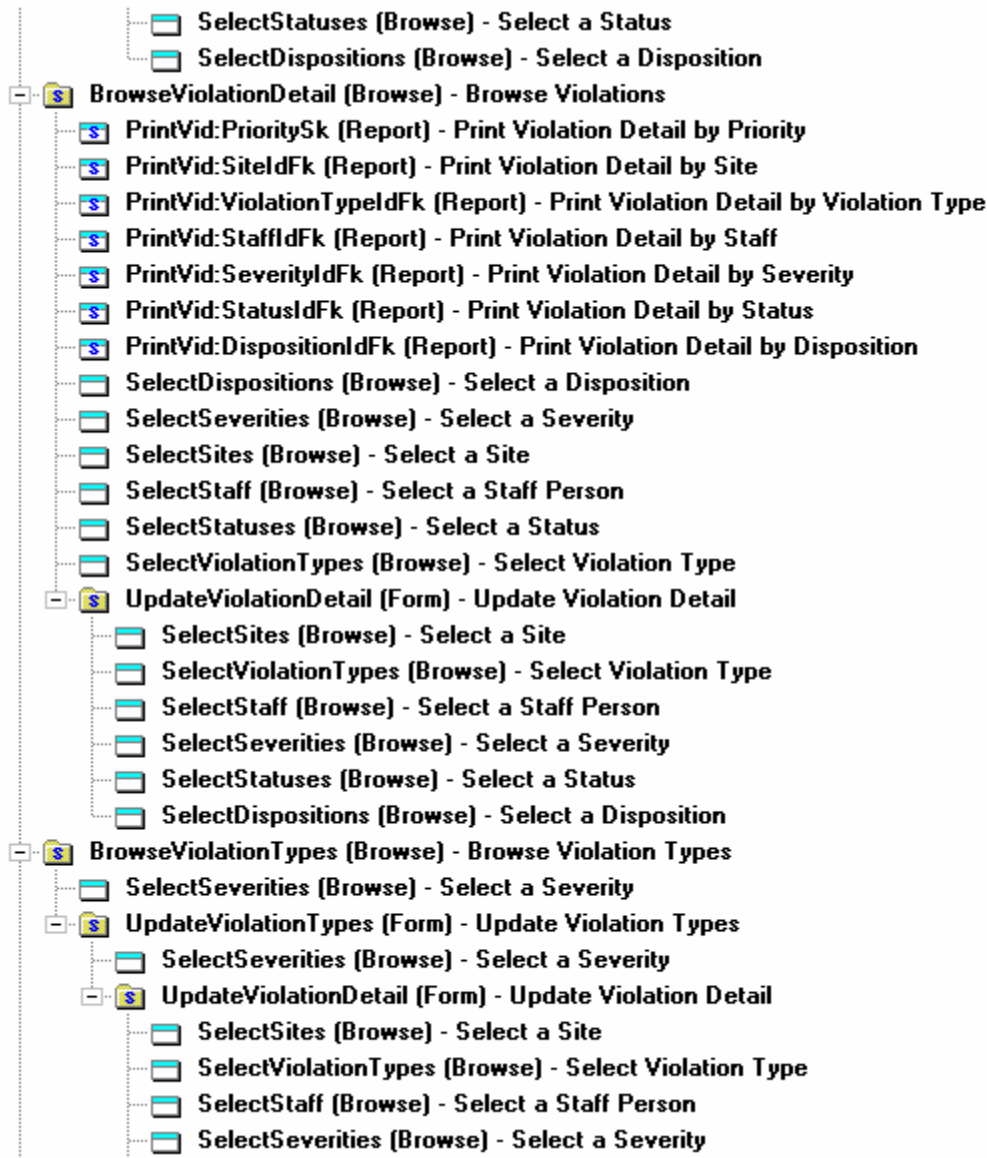 SelectStatuses (Browse) - Select a Status
SelectDispositions (Browse) - Select a Disposition
BrowseViolationDetail (Browse) - Browse Violations
PrintVid:PrioritySk (Report) - Print Violation Detail by Priority
PrintVid:SiteIdFk (Report) - Print Violation Detail by Site
PrintVid:ViolationTypeIdFk (Report) - Print Violation Detail by Violation Type
PrintVid:StaffIdFk (Report) - Print Violation Detail by Staff
PrintVid:SeverityIdFk (Report) - Print Violation Detail by Severity
PrintVid:StatusIdFk (Report) - Print Violation Detail by Status
PrintVid:DispositionIdFk (Report) - Print Violation Detail by Disposition
SelectDispositions (Browse) - Select a Disposition
SelectSeverities (Browse) - Select a Severity
SelectSites (Browse) - Select a Site
SelectStaff (Browse) - Select a Staff Person
SelectStatuses (Browse) - Select a Status
SelectViolationTypes (Browse) - Select Violation Type
UpdateViolationDetail (Form) - Update Violation Detail
SelectSites (Browse) - Select a Site
SelectViolationTypes (Browse) - Select Violation Type
SelectStaff (Browse) - Select a Staff Person
SelectSeverities (Browse) - Select a Severity
SelectStatuses (Browse) - Select a Status
SelectDispositions (Browse) - Select a Disposition
BrowseViolationTypes (Browse) - Browse Violation Types
SelectSeverities (Browse) - Select a Severity
UpdateViolationTypes (Form) - Update Violation Types
SelectSeverities (Browse) - Select a Severity
UpdateViolationDetail (Form) - Update Violation Detail
SelectSites (Browse) - Select a Site
SelectViolationTypes (Browse) - Select Violation Type
SelectStaff (Browse) - Select a Staff Person
SelectSeverities (Browse) - Select a Severity